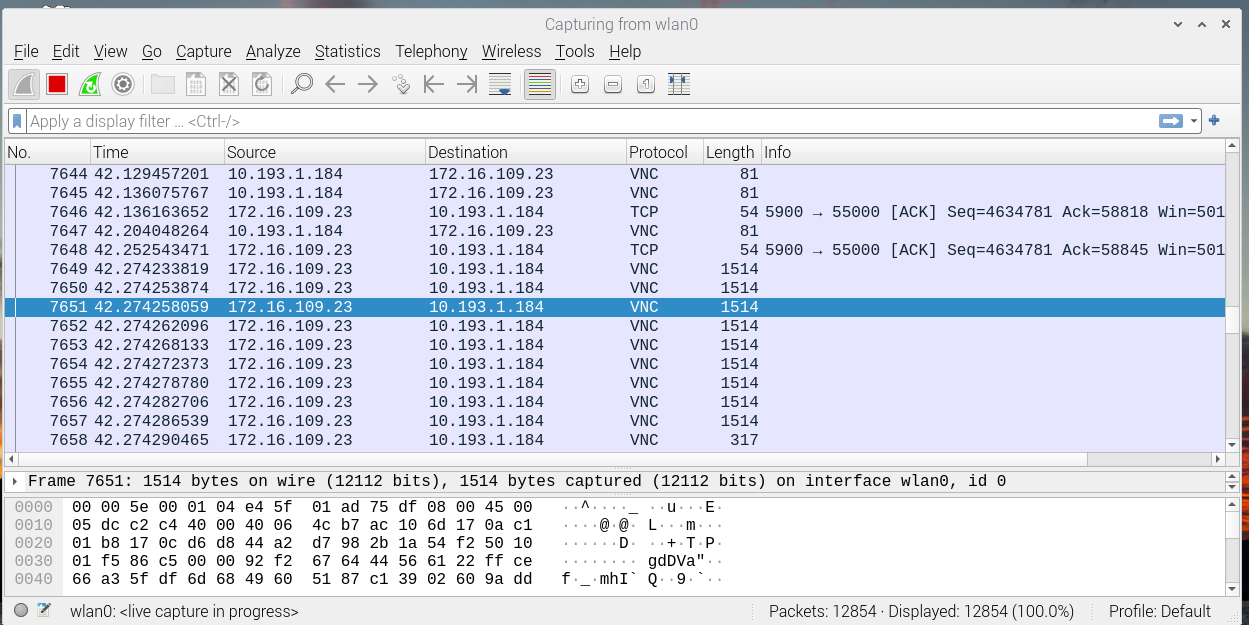 Capturing from wlan0
File Edit View Go Capture Analyze Statistics Telephony Wireless Tools Help
Apply a display filter … <Ctrl-/>
No. Time Source Destination Protocol Length Info
7644 42.129457201 10.193.1.184 172.16.109.23 VNC 81
7645 42.136075767 10.193.1.184 172.16.109.23 VNC 81
7646 42.136163652 172.16.109.23 10.193.1.184 TCP 54 5900 → 55000 [ACK] Seq=4634781 Ack=58818 Win=501
7647 42.204048264 10.193.1.184 172.16.109.23 VNC 81
7648 42.252543471 172.16.109.23 10.193.1.184 TCP 54 5900 → 55000 [ACK] Seq=4634781 Ack=58845 Win=501
7649 42.274233819 172.16.109.23 10.193.1.184 VNC 1514
7650 42.274253874 172.16.109.23 10.193.1.184 VNC 1514
7651 42.274258059 172.16.109.23 10.193.1.184 VNC 1514
7652 42.274262096 172.16.109.23 10.193.1.184 VNC 1514
7653 42.274268133 172.16.109.23 10.193.1.184 VNC 1514
7654 42.274272373 172.16.109.23 10.193.1.184 VNC 1514
7655 42.274278780 172.16.109.23 10.193.1.184 VNC 1514
7656 42.274282706 172.16.109.23 10.193.1.184 VNC 1514
7657 42.274286539 172.16.109.23 10.193.1.184 VNC 1514
7658 42.274290465 172.16.109.23 10.193.1.184 VNC 317
Frame 7651: 1514 bytes on wire (12112 bits), 1514 bytes captured (12112 bits) on interface wlan0, id 0
0000 00 00 5e 00 01 04 e4 5f 01 ad 75 df 08 00 45 00 ··^····_ ··u···E·
0010 05 dc c2 c4 40 00 40 06 4c b7 ac 10 6d 17 0a c1 ····@·@· L···m···
0020 01 b8 17 0c d6 d8 44 a2 d7 98 2b 1a 54 f2 50 10 ······D· ··+·T·P·
0030 01 f5 86 c5 00 00 92 f2 67 64 44 56 61 22 ff ce ········ gdDVa"··
0040 66 a3 5f df 6d 68 49 60 51 87 c1 39 02 60 9a dd f·_·mhI` Q··9·`··
wlan0: <live capture in progress> Packets: 12854 · Displayed: 12854 (100.0%) Profile: Default